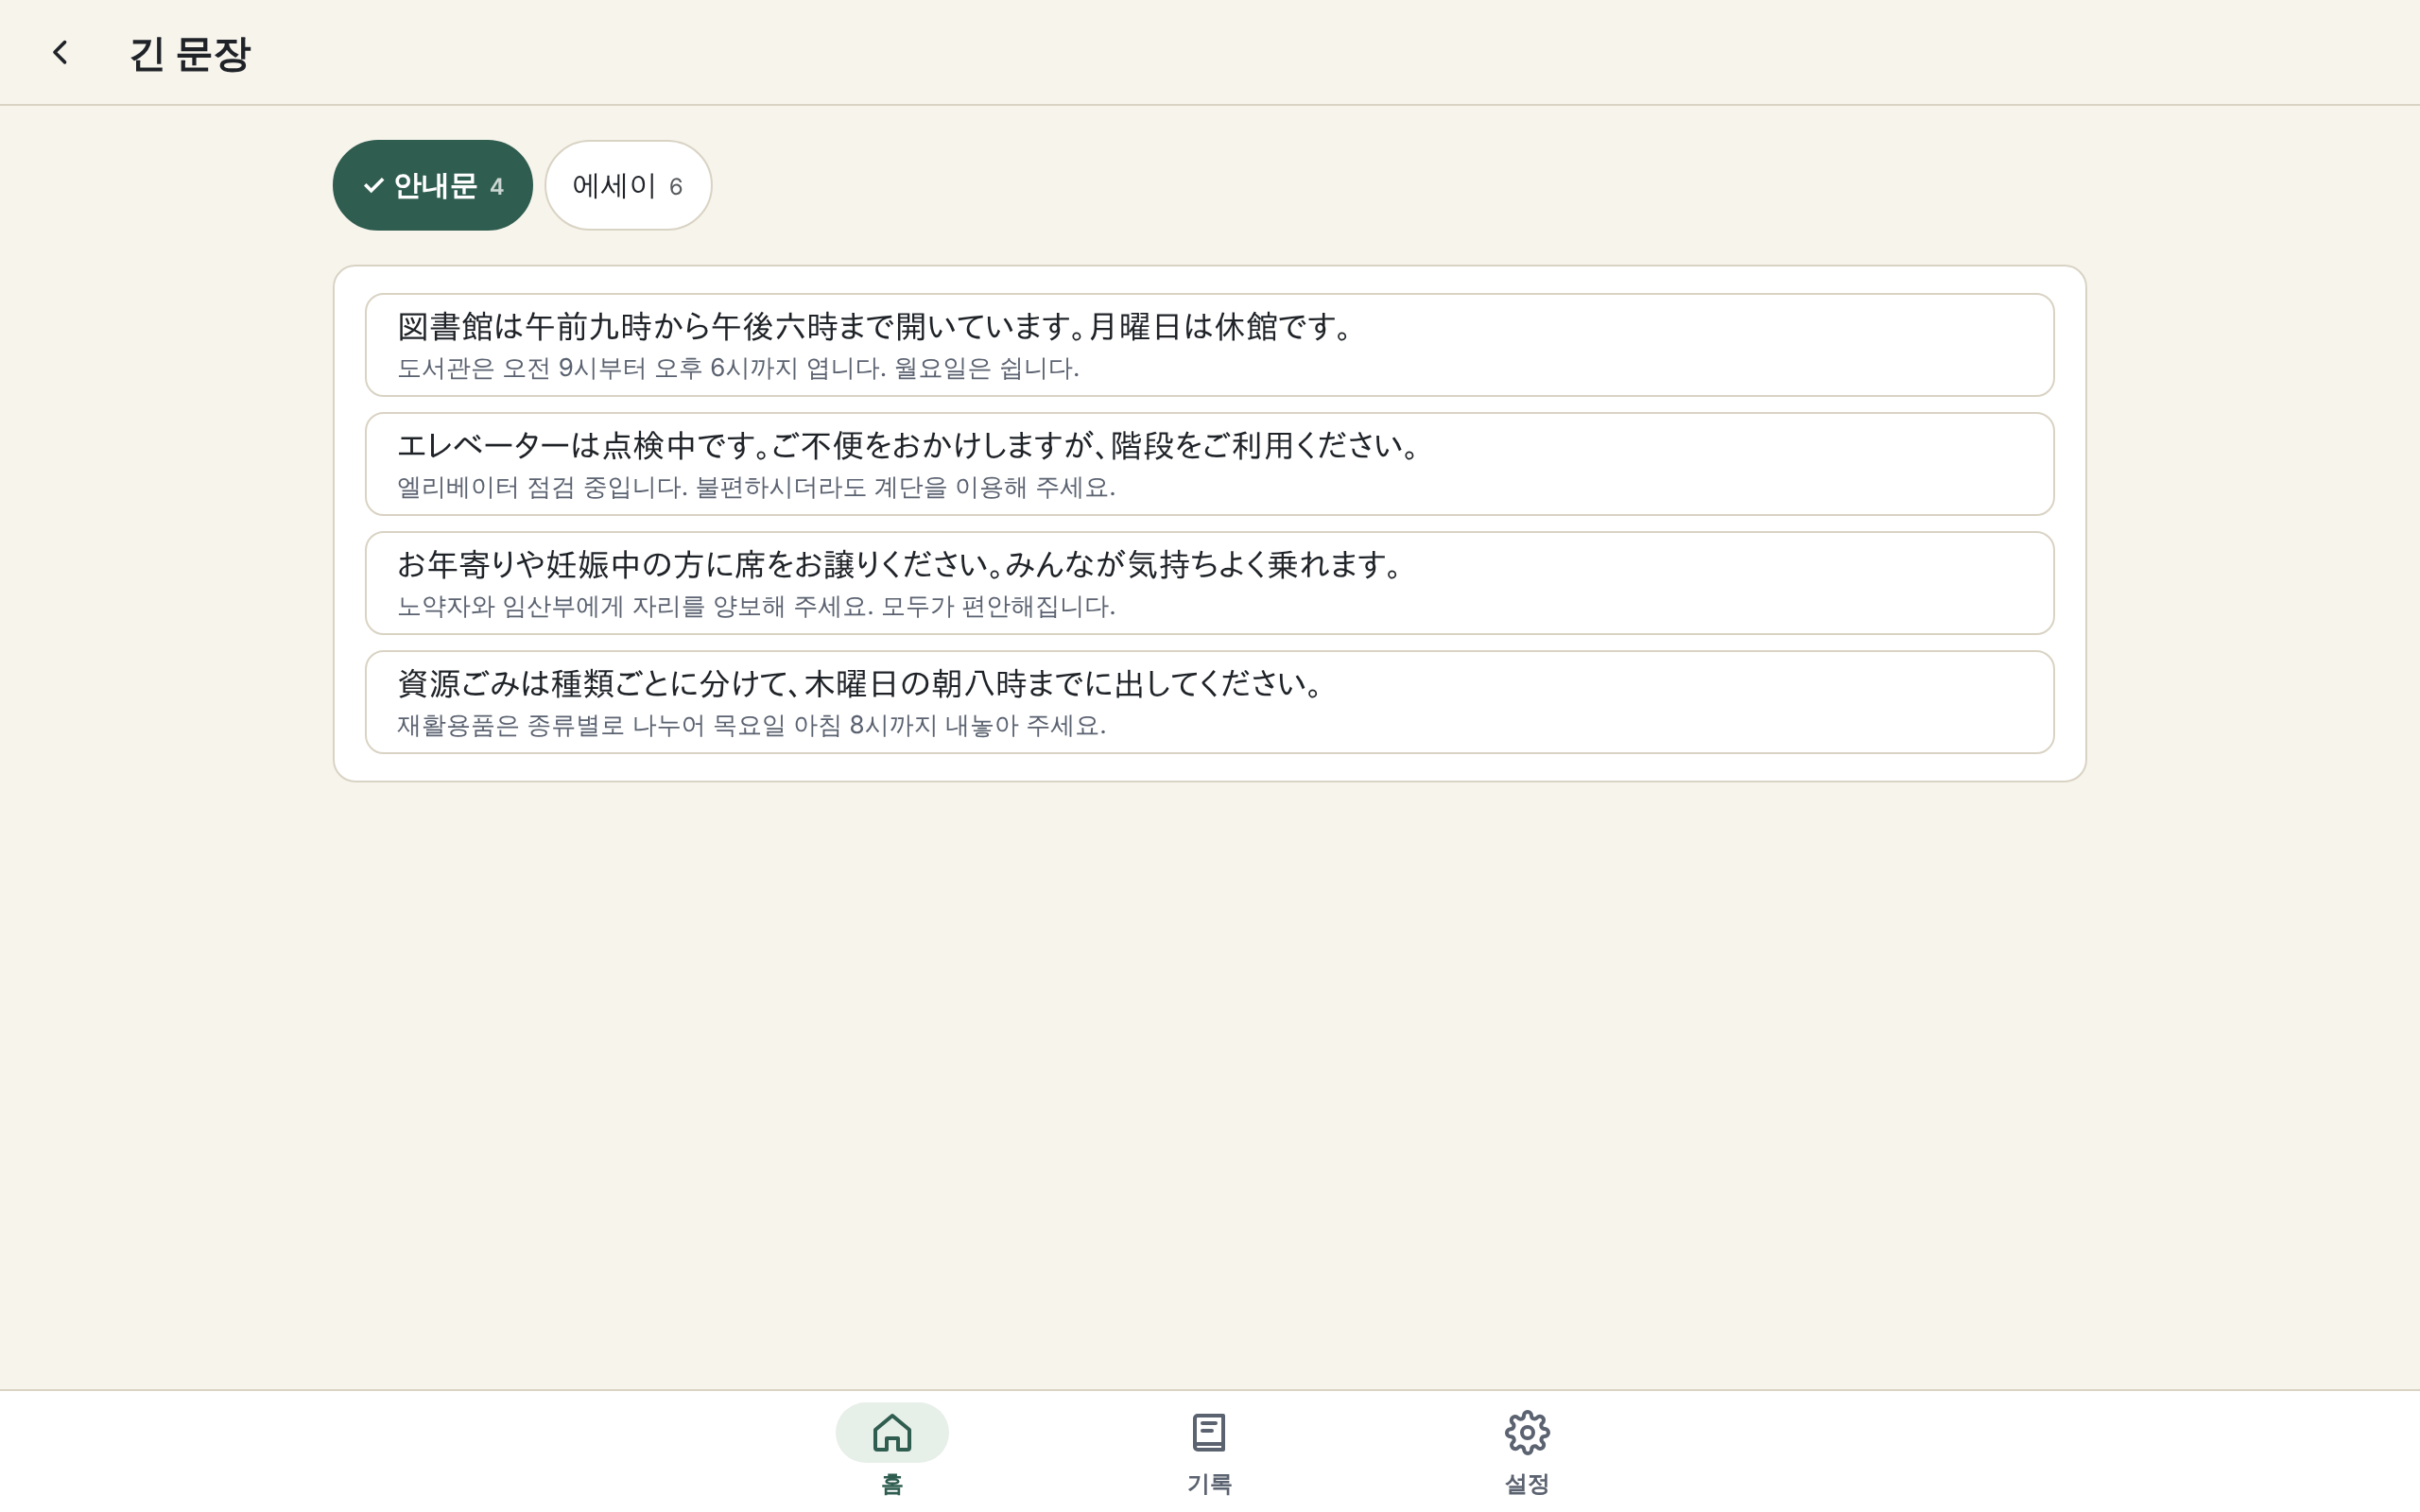 긴 문장
안내문 4
에세이 6
図書館は午前九時から午後六時まで開いています。月曜日は休館です。
도서관은 오전 9시부터 오후 6시까지 엽니다. 월요일은 쉽니다.
エレベーターは点検中です。ご不便をおかけしますが、階段をご利用ください。
엘리베이터 점검 중입니다. 불편하시더라도 계단을 이용해 주세요.
お年寄りや妊娠中の方に席をお譲りください。みんなが気持ちよく乗れます。
노약자와 임산부에게 자리를 양보해 주세요. 모두가 편안해집니다.
資源ごみは種類ごとに分けて、木曜日の朝八時までに出してください。
재활용품은 종류별로 나누어 목요일 아침 8시까지 내놓아 주세요.
홈
기록
설정